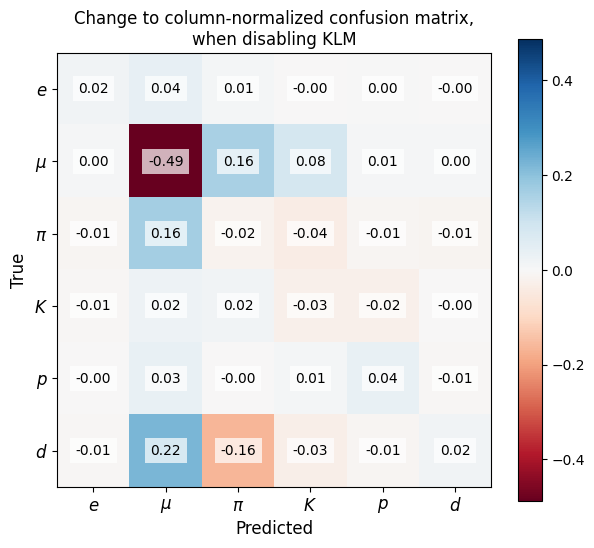 Change to column-normalized confusion matrix,
when disabling KLM
e 0.02 0.04 0.01 -0.00 0.00 -0.00
μ 0.00 -0.49 0.16 0.08 0.01 0.00
π -0.01 0.16 -0.02 -0.04 -0.01 -0.01
K -0.01 0.02 0.02 -0.03 -0.02 -0.00
p -0.00 0.03 -0.00 0.01 0.04 -0.01
d -0.01 0.22 -0.16 -0.03 -0.01 0.02
e μ π K p d
Predicted
True
0.4
0.2
0.0
−0.2
−0.4